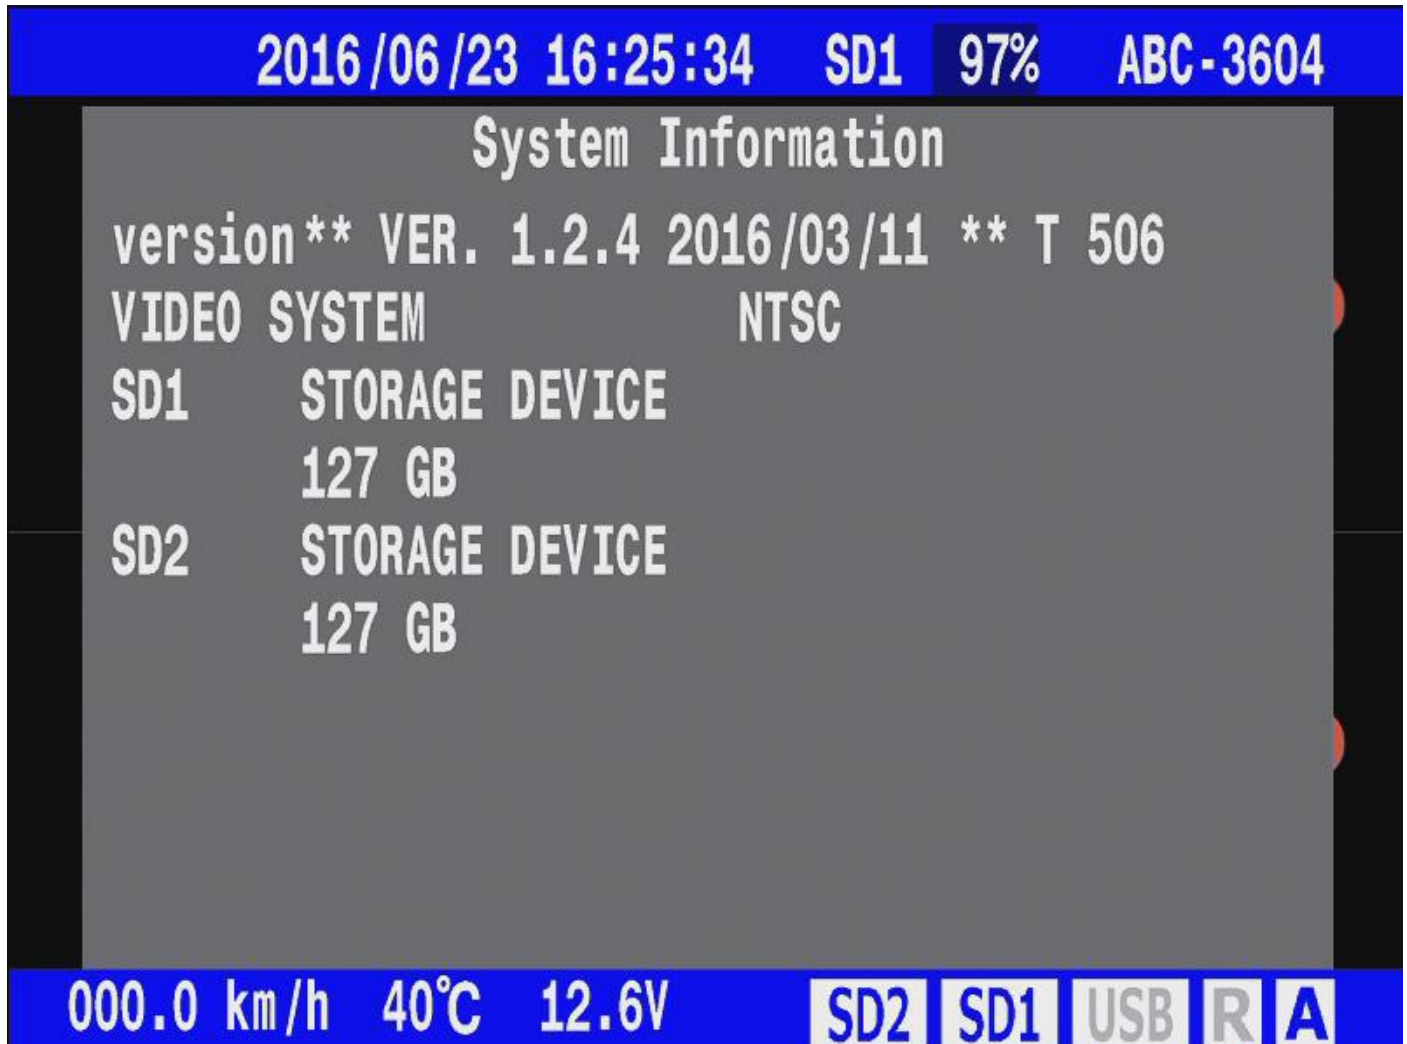 2016/06/23 16:25:34 SD1 97% ABC-3604
System Information
version** VER. 1.2.4 2016/03/11 ** T 506
VIDEO SYSTEM NTSC
SD1 STORAGE DEVICE
127 GB
SD2 STORAGE DEVICE
127 GB
000.0 km/h 40℃ 12.6V SD2 SD1 USB R A